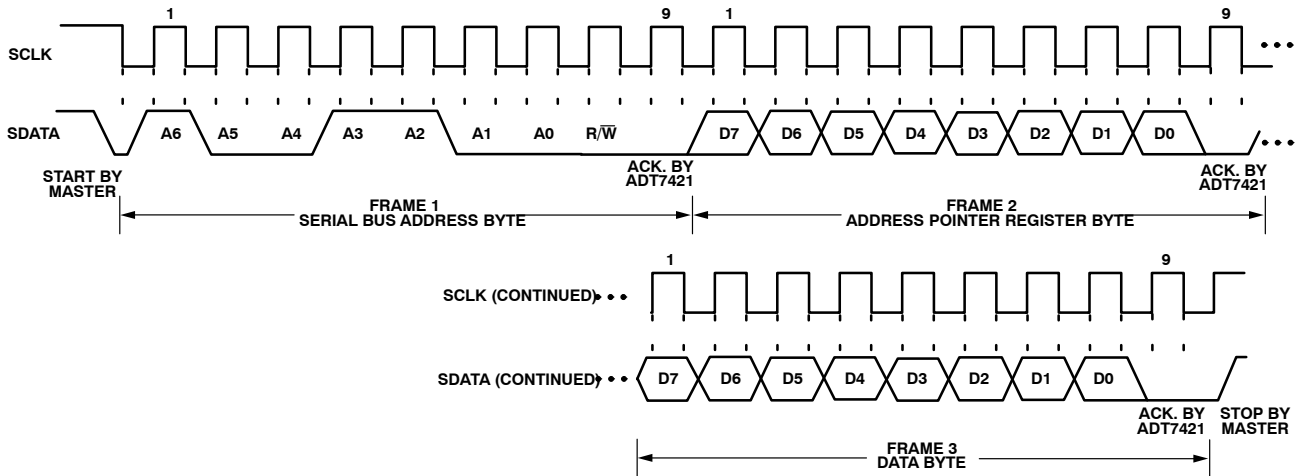 1 9 1 9
SCLK
SDATA A6 A5 A4 A3 A2 A1 A0 R/W̅ D7 D6 D5 D4 D3 D2 D1 D0
START BY
MASTER
ACK. BY
ADT7421
ACK. BY
ADT7421
FRAME 1
SERIAL BUS ADDRESS BYTE
FRAME 2
ADDRESS POINTER REGISTER BYTE
1 9
SCLK (CONTINUED)
SDATA (CONTINUED) D7 D6 D5 D4 D3 D2 D1 D0
ACK. BY
ADT7421
STOP BY
MASTER
FRAME 3
DATA BYTE